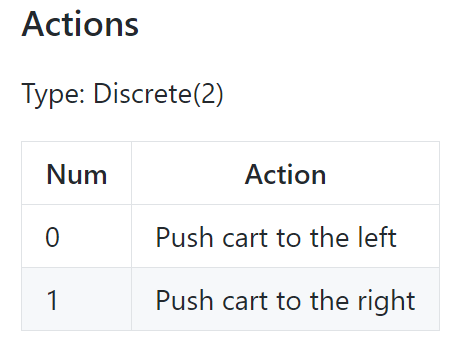 Actions
Type: Discrete(2)
Num Action
0 Push cart to the left
1 Push cart to the right